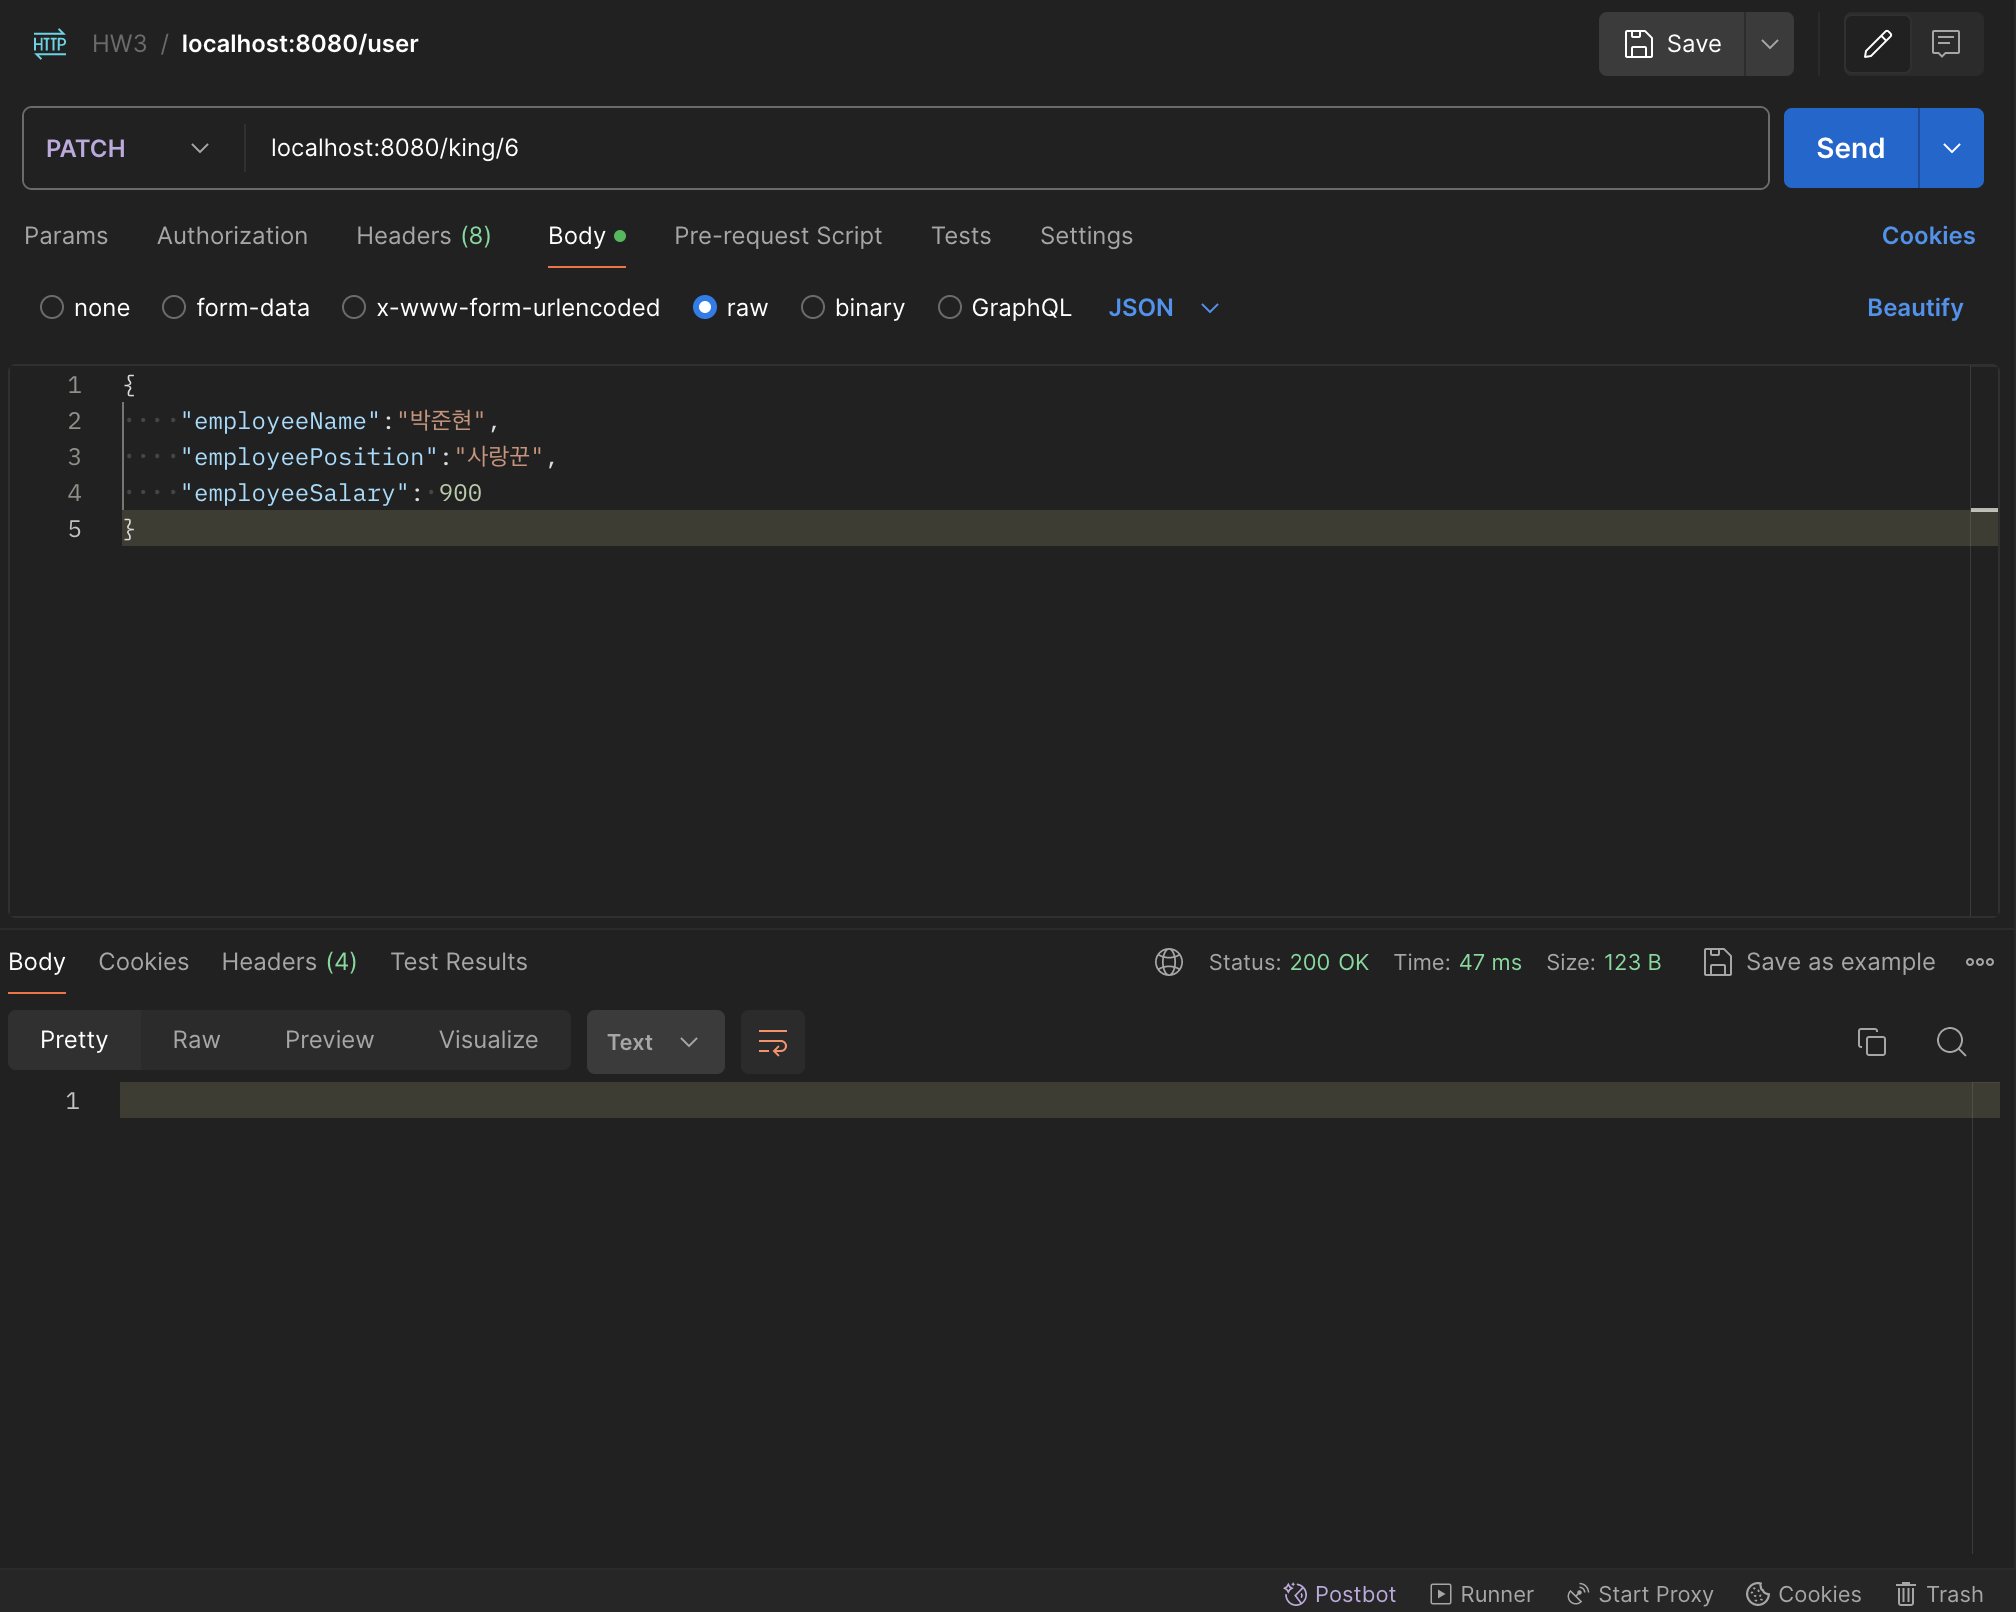 HTTP HW3 / localhost:8080/user Save
PATCH localhost:8080/king/6 Send
Params Authorization Headers (8) Body Pre-request Script Tests Settings Cookies
none form-data x-www-form-urlencoded raw binary GraphQL JSON Beautify
1 {
2 "employeeName":"박준현",
3 "employeePosition":"사랑꾼",
4 "employeeSalary": 900
5 }
Body Cookies Headers (4) Test Results Status: 200 OK Time: 47 ms Size: 123 B Save as example
Pretty Raw Preview Visualize Text
1
Postbot Runner Start Proxy Cookies Trash